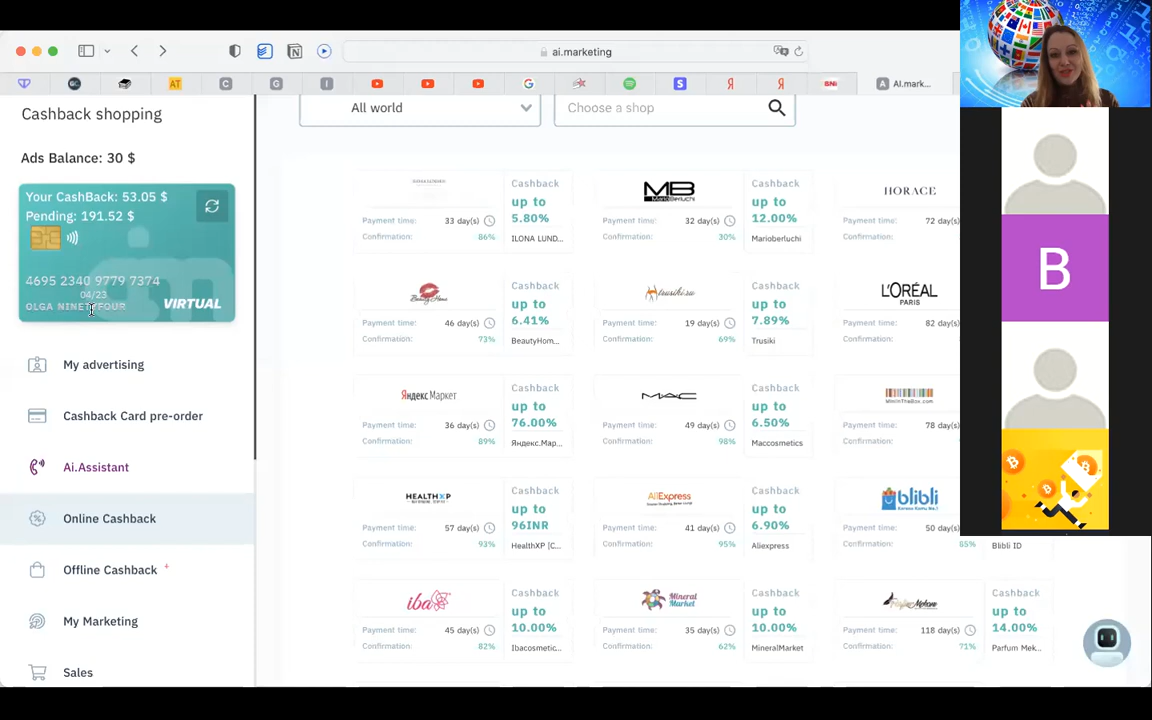 ai.marketing
AI.mark...
Cashback shopping
Ads Balance: 30 $
Your CashBack: 53.05 $
Pending: 191.52 $
4695 2340 9779 7374
04/23
OLGA NINETYFOUR
VIRTUAL
My advertising
Cashback Card pre-order
Ai.Assistant
Online Cashback
Offline Cashback +
My Marketing
Sales
All world
Choose a shop
Cashback
up to
5.80%
Payment time: 33 day(s)
Confirmation: 86%
ILONA LUND...
MB
MarioBerluchi
Cashback
up to
12.00%
Payment time: 32 day(s)
Confirmation: 30%
Marioberluchi
HORACE
Payment time: 72 day(s)
Confirmation:
BeautyHome
Cashback
up to
6.41%
Payment time: 46 day(s)
Confirmation: 73%
BeautyHom...
trusiki.ru
Cashback
up to
7.89%
Payment time: 19 day(s)
Confirmation: 69%
Trusiki
L'ORÉAL
PARIS
Payment time: 82 day(s)
Confirmation:
Яндекс Маркет
Cashback
up to
76.00%
Payment time: 36 day(s)
Confirmation: 89%
Яндекс.Мар...
MAC
Cashback
up to
6.50%
Payment time: 49 day(s)
Confirmation: 98%
Maccosmetics
MiniInTheBox.com
Payment time: 78 day(s)
Confirmation:
HEALTHXP
Cashback
up to
96INR
Payment time: 57 day(s)
Confirmation: 93%
HealthXP [C...
AliExpress
Cashback
up to
6.90%
Payment time: 41 day(s)
Confirmation: 95%
Aliexpress
blibli
Payment time: 50 day(s)
Confirmation: 85%
Blibli ID
iba
Cashback
up to
10.00%
Payment time: 45 day(s)
Confirmation: 82%
Ibacosmetic...
Mineral
Market
Cashback
up to
10.00%
Payment time: 35 day(s)
Confirmation: 62%
MineralMarket
Cashback
up to
14.00%
Payment time: 118 day(s)
Confirmation: 71%
Parfum Mek...
B